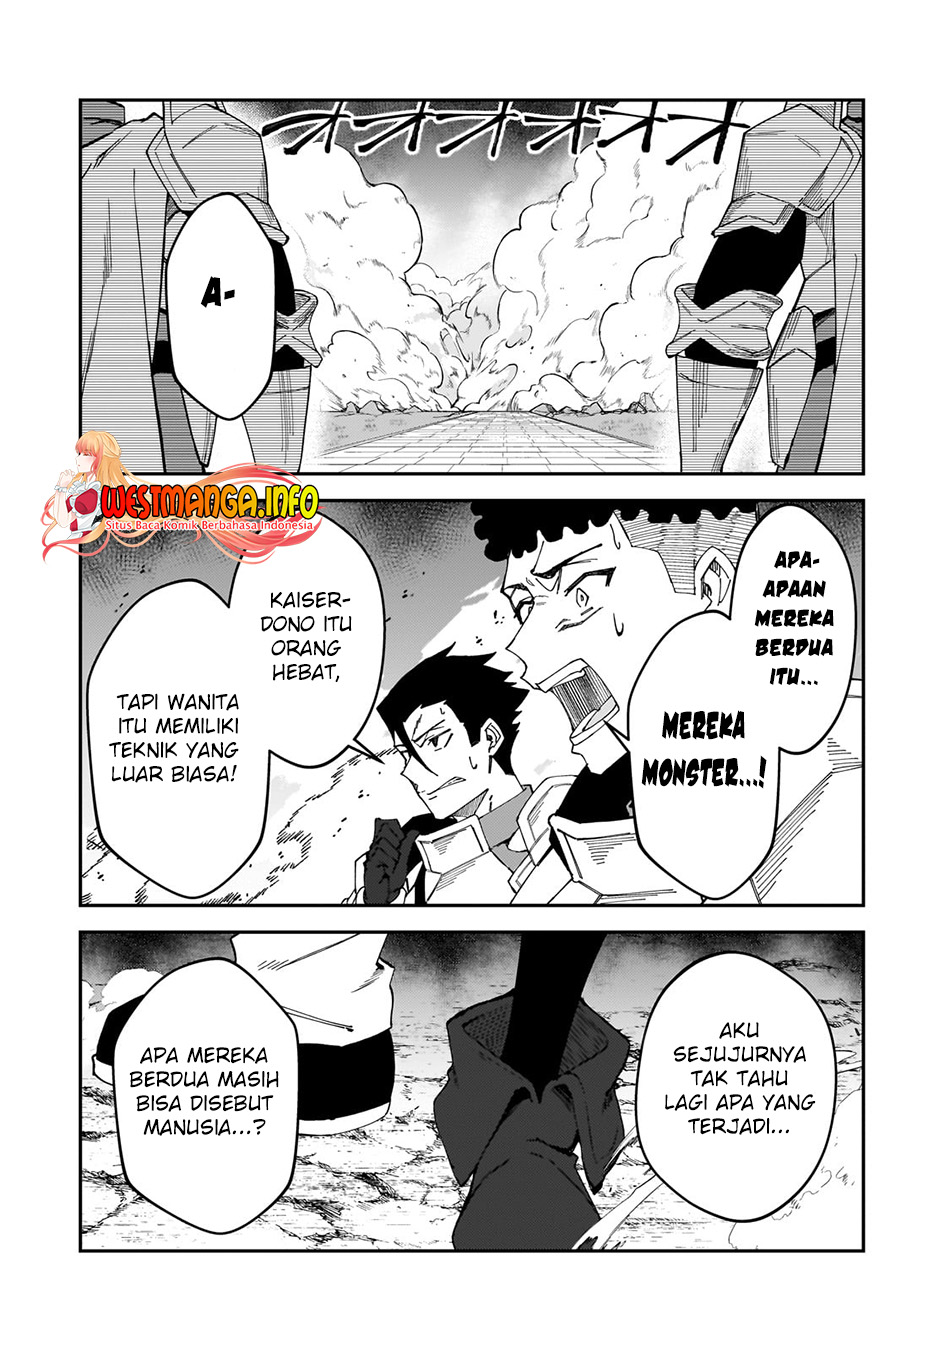 オオオオオオオ
A-
WESTMANGA.INFO
Situs Baca Komik Berbahasa Indonesia
APA-
APAAN
MEREKA
BERDUA
ITU...
MEREKA
MONSTER...!
KAISER-
DONO ITU
ORANG
HEBAT,
TAPI WANITA
ITU MEMILIKI
TEKNIK YANG
LUAR BIASA!
AKU
SEJUJURNYA
TAK TAHU
LAGI APA YANG
TERJADI...
APA MEREKA
BERDUA MASIH
BISA DISEBUT
MANUSIA...?